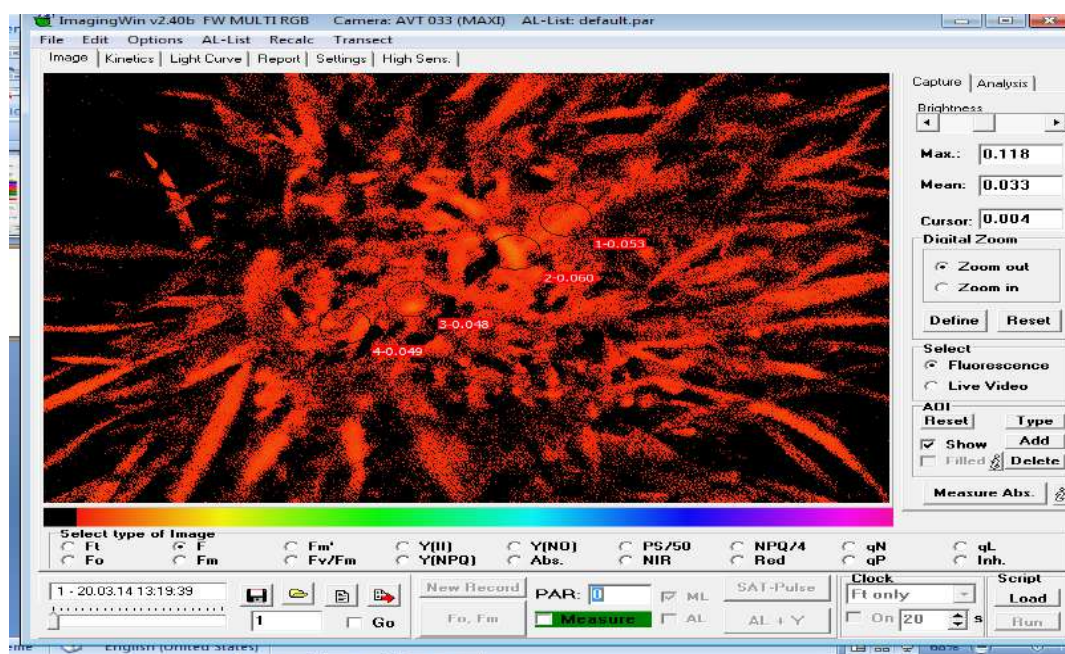 ImagingWin v2.40b FW MULTI RGB Camera: AVT 033 (MAXI) AL-List: default.par
File Edit Options AL-List Recalc Transect
Image Kinetics Light Curve Report Settings High Sens.
Capture Analysis
Brightness
Max.: 0.118
Mean: 0.033
Cursor: 0.004
Digital Zoom
Zoom out
Zoom in
Define Reset
Select
Fluorescence
Live Video
AOI
Reset Type
Show Add
Filled Delete
Measure Abs.
1-0.053
2-0.060
3-0.048
4-0.049
Select type of Image
Ft F Fm' Y(II) Y(NO) PS/50 NPQ/4 qN qL
Fo Fm Fv/Fm Y(NPQ) Abs. NIR Red qP Inh.
1 - 20.03.14 13:19:39
1 Go
New Record PAR: 0 ML SAT-Pulse
Fo, Fm Measure AL AL + Y
Clock
Ft only
On 20 s
Script
Load
Run
English (United States)